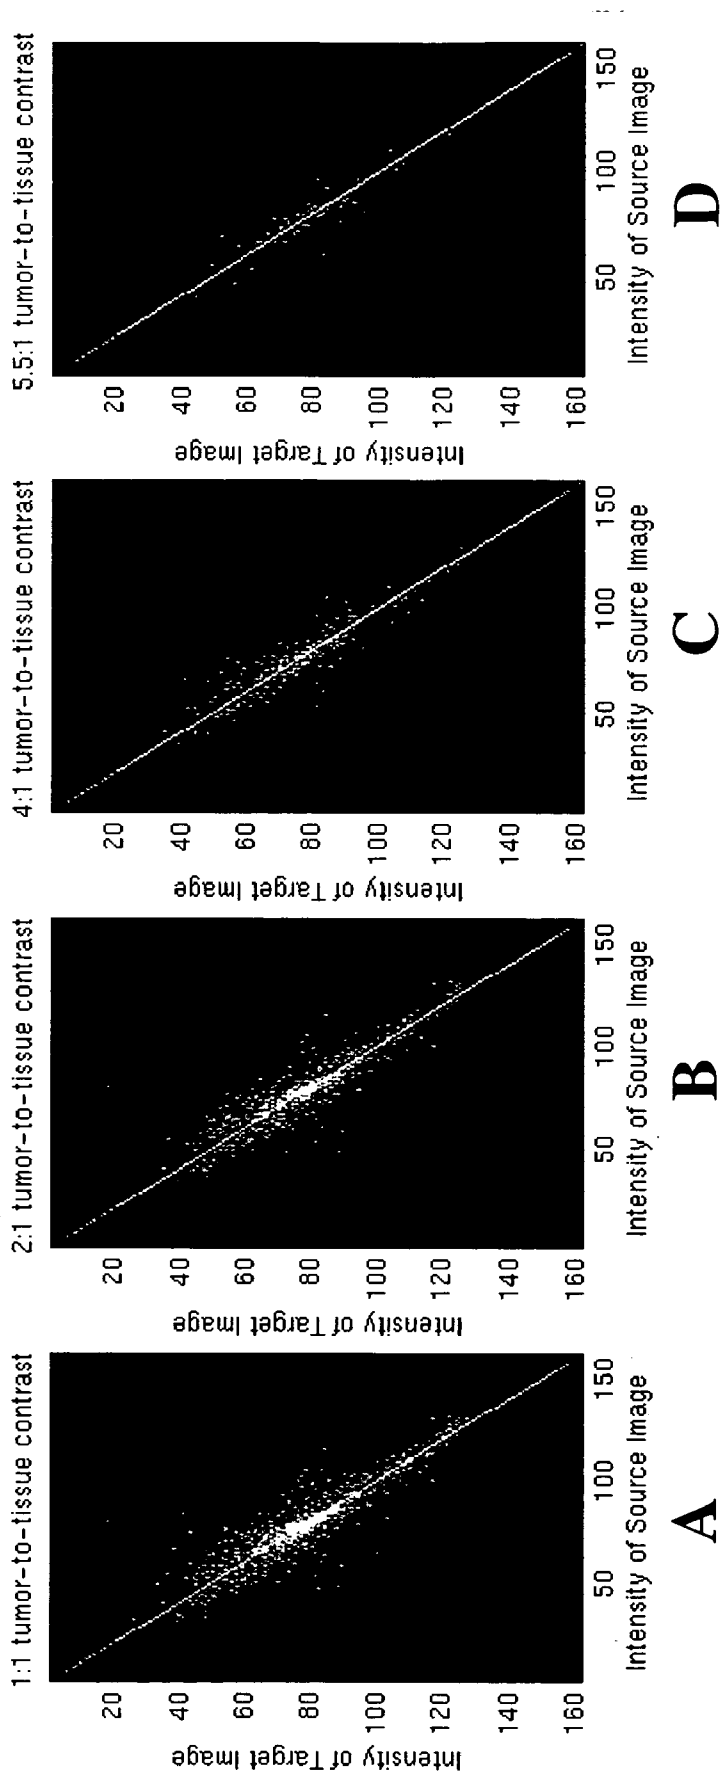 1:1 tumor-to-tissue contrast
20
40
60
80
100
120
140
160
Intensity of Target Image
50
100
150
Intensity of Source Image
A
2:1 tumor-to-tissue contrast
20
40
60
80
100
120
140
160
Intensity of Target Image
50
100
150
Intensity of Source Image
B
4:1 tumor-to-tissue contrast
20
40
60
80
100
120
140
160
Intensity of Target Image
50
100
150
Intensity of Source Image
C
5.5:1 tumor-to-tissue contrast
20
40
60
80
100
120
140
160
Intensity of Target Image
50
100
150
Intensity of Source Image
D